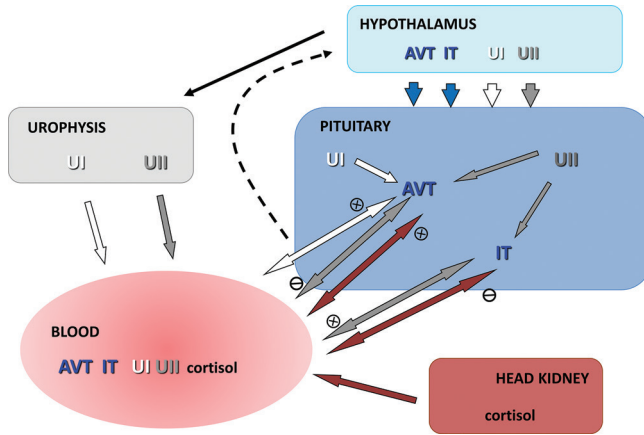 HYPOTHALAMUS
AVT IT UI UII
UROPHYSIS
UI UII
PITUITARY
UI UII
AVT
IT
BLOOD
AVT IT UI UII cortisol
HEAD KIDNEY
cortisol
+
+
−
+
−